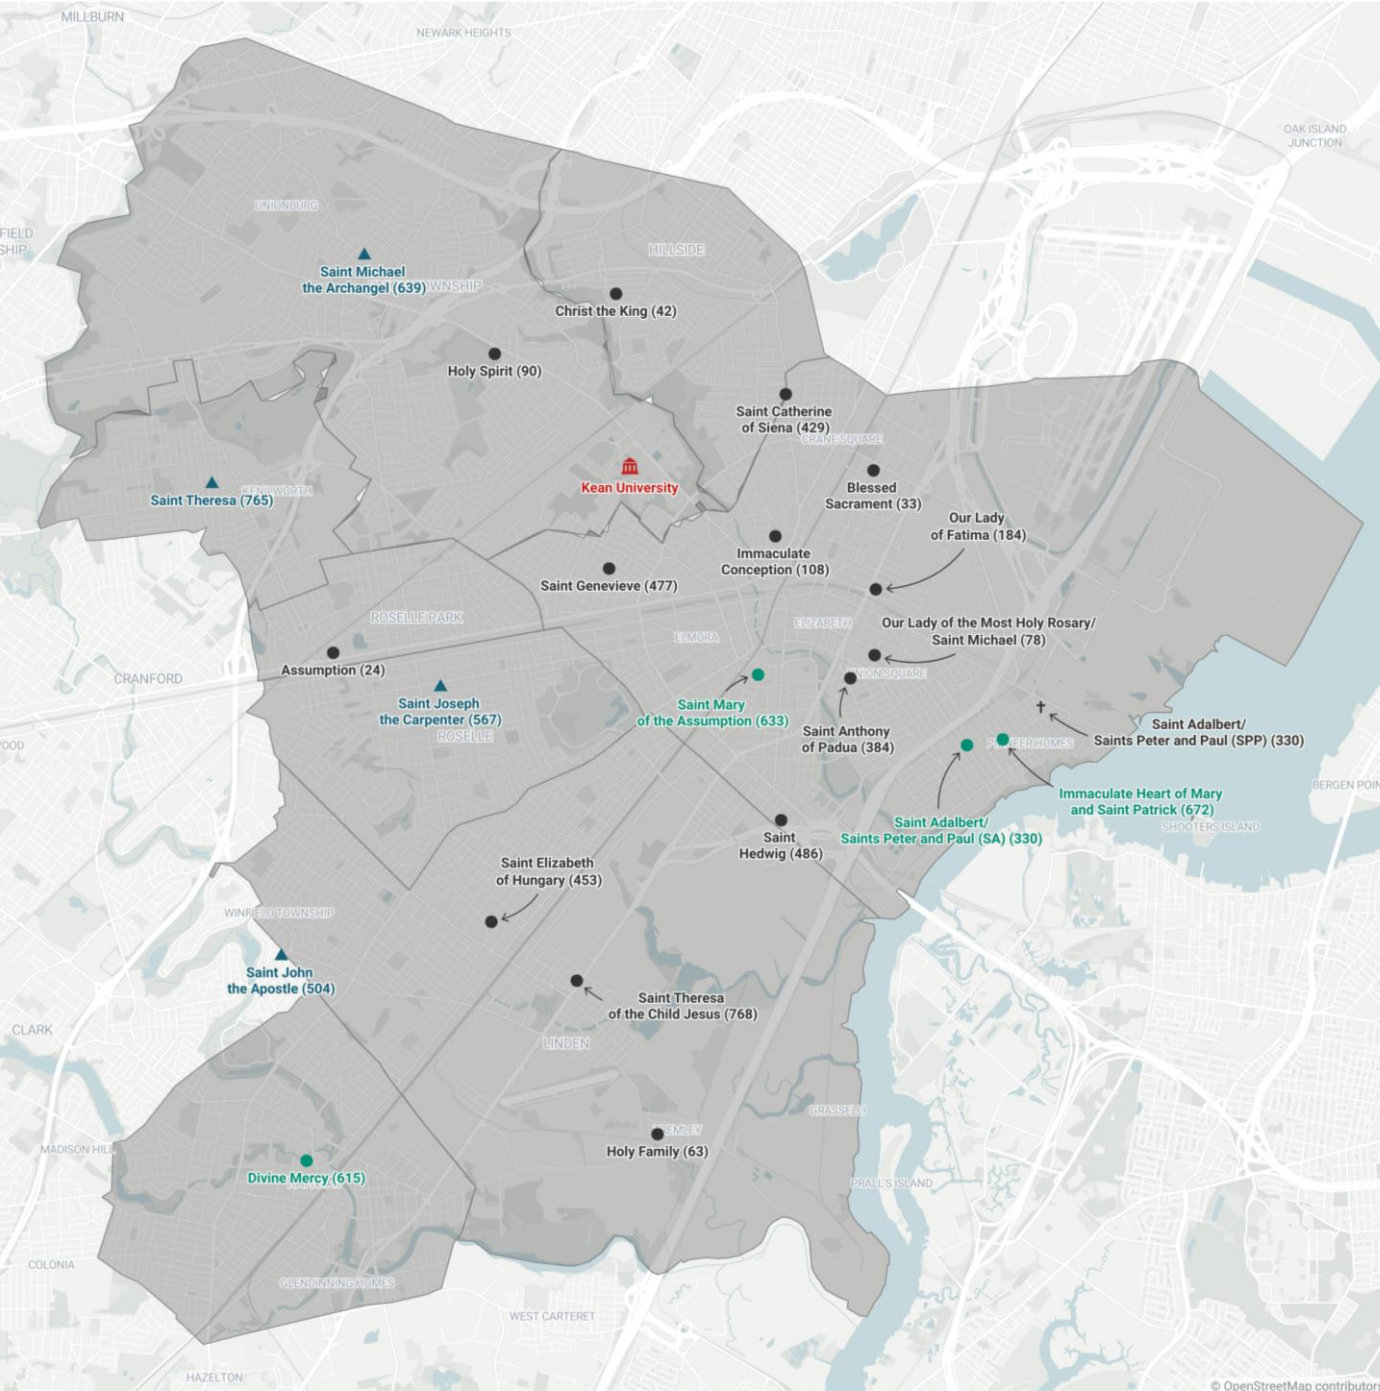 MILLBURN
NEWARK HEIGHTS
OAK ISLAND
JUNCTION
UNIONBURG
HILLSIDE
Saint Michael
the Archangel (639)
Christ the King (42)
Holy Spirit (90)
Saint Catherine
of Siena (429)
CRANE SQUARE
Kean University
Saint Theresa (765)
Blessed
Sacrament (33)
Our Lady
of Fatima (184)
Immaculate
Conception (108)
Saint Genevieve (477)
ROSELLE PARK
ELMORA
ELIZABETH
Our Lady of the Most Holy Rosary/
Saint Michael (78)
UNION SQUARE
Assumption (24)
CRANFORD
Saint Joseph
the Carpenter (567)
ROSELLE
Saint Mary
of the Assumption (633)
Saint Anthony
of Padua (384)
Saint Adalbert/
Saints Peter and Paul (SPP) (330)
BERGEN POIN
Immaculate Heart of Mary
and Saint Patrick (672)
SHOOTERS ISLAND
Saint Adalbert/
Saints Peter and Paul (SA) (330)
Saint
Hedwig (486)
Saint Elizabeth
of Hungary (453)
WINFIELD TOWNSHIP
Saint John
the Apostle (504)
Saint Theresa
of the Child Jesus (768)
CLARK
LINDEN
GRASSELLI
MADISON HILL
Holy Family (63)
Divine Mercy (615)
PRALL'S ISLAND
COLONIA
GLENDINNING HOMES
WEST CARTERET
HAZELTON
© OpenStreetMap contributors